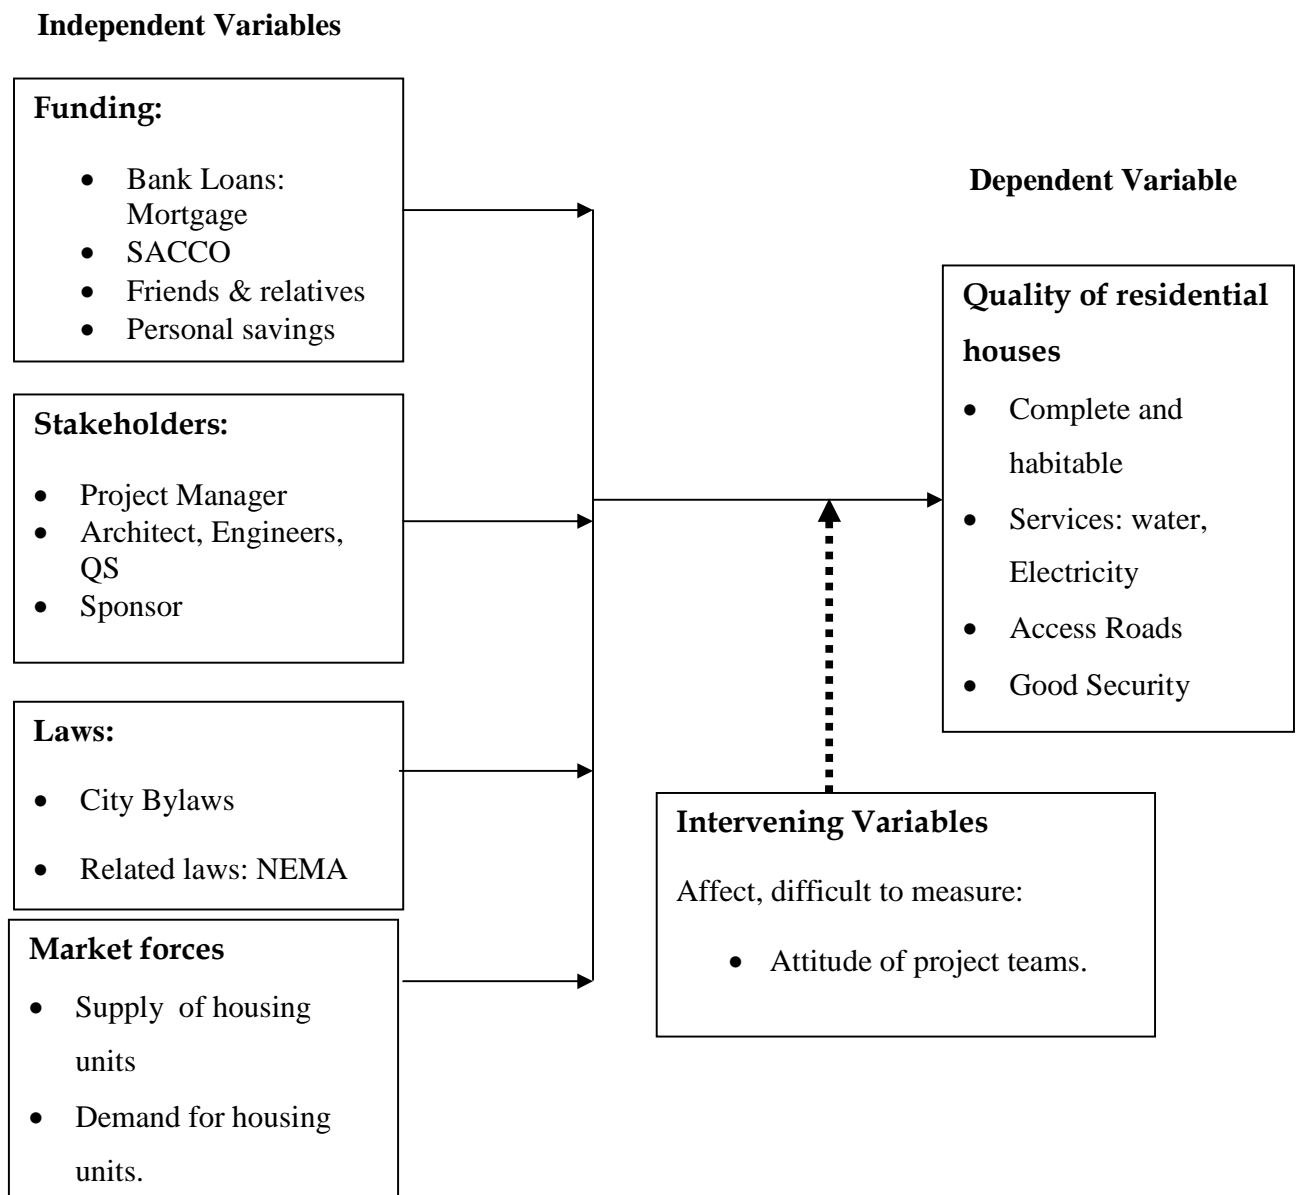 Independent Variables
Funding:
• Bank Loans:
Mortgage
• SACCO
• Friends & relatives
• Personal savings
Stakeholders:
• Project Manager
• Architect, Engineers,
QS
• Sponsor
Laws:
• City Bylaws
• Related laws: NEMA
Market forces
• Supply of housing
units
• Demand for housing
units.
Dependent Variable
Quality of residential
houses
• Complete and
habitable
• Services: water,
Electricity
• Access Roads
• Good Security
Intervening Variables
Affect, difficult to measure:
• Attitude of project teams.